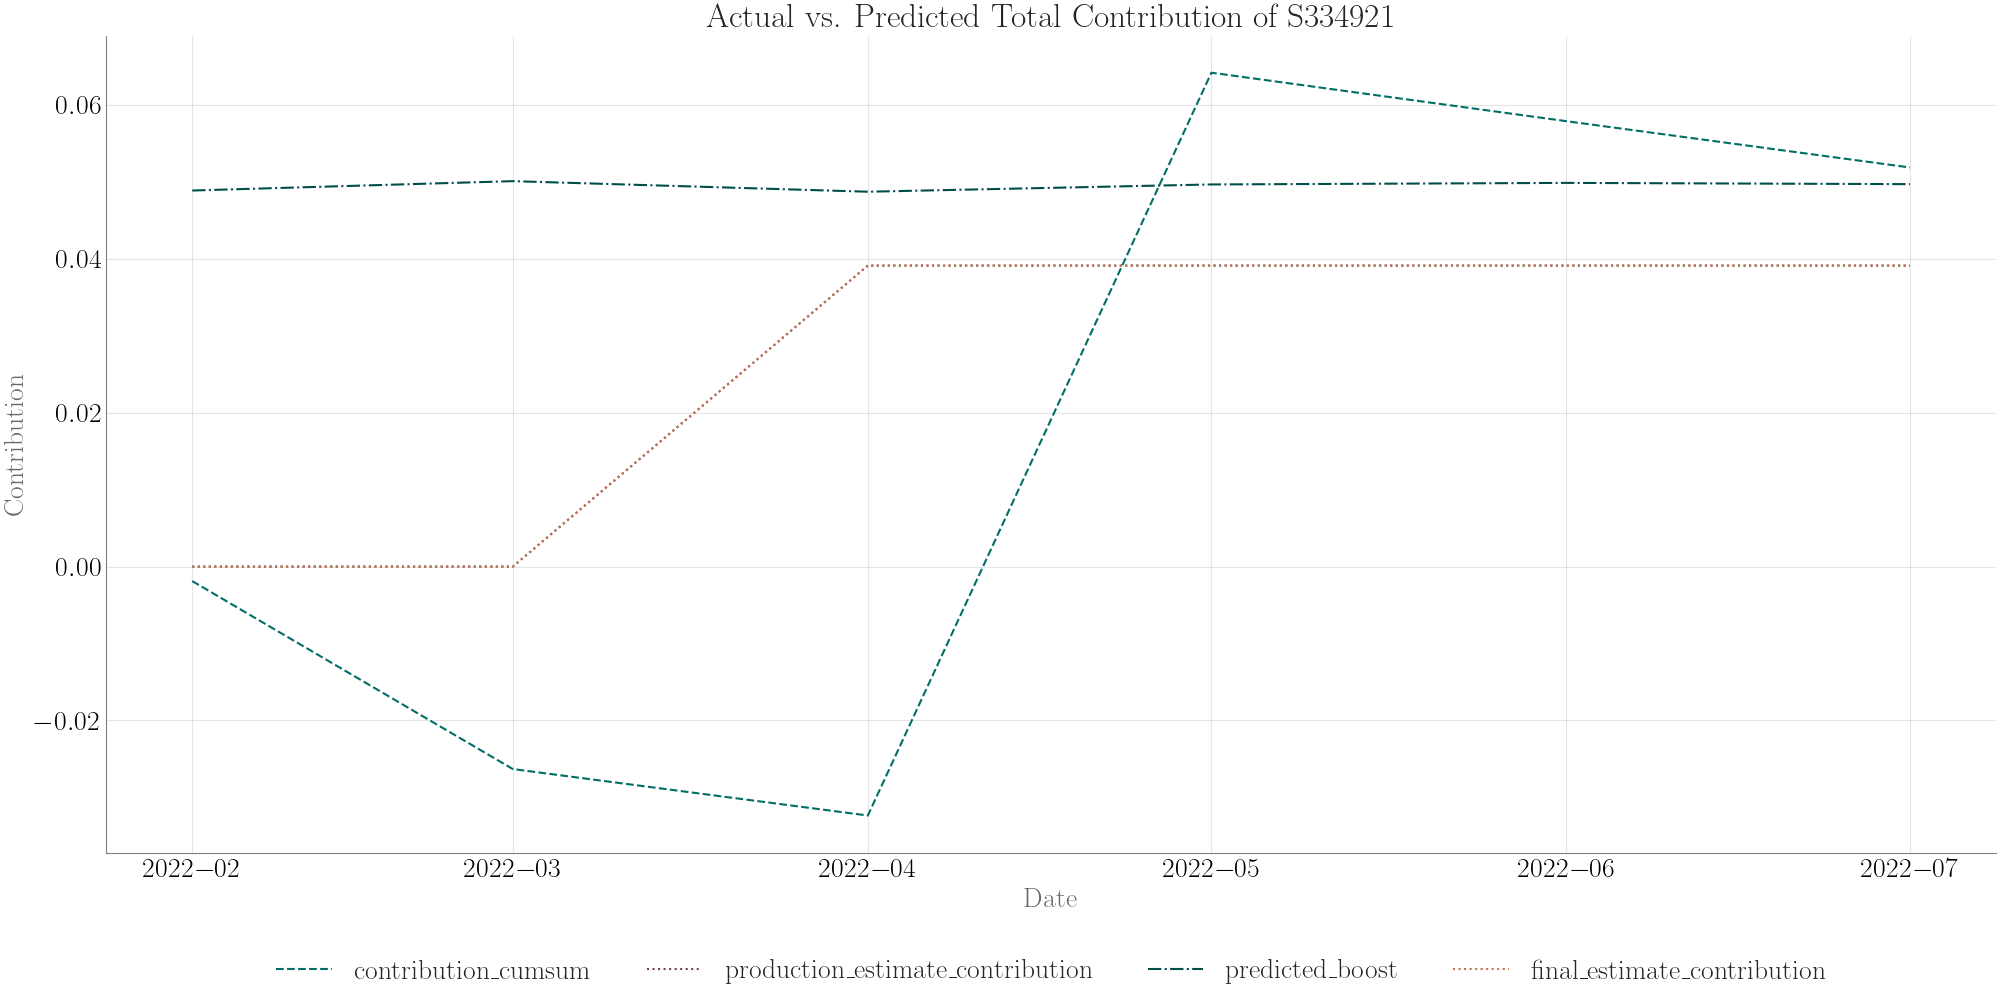 Actual vs. Predicted Total Contribution of S334921
Contribution
0.06
0.04
0.02
0.00
−0.02
2022−02 2022−03 2022−04 2022−05 2022−06 2022−07
Date
contribution_cumsum production_estimate_contribution predicted_boost final_estimate_contribution